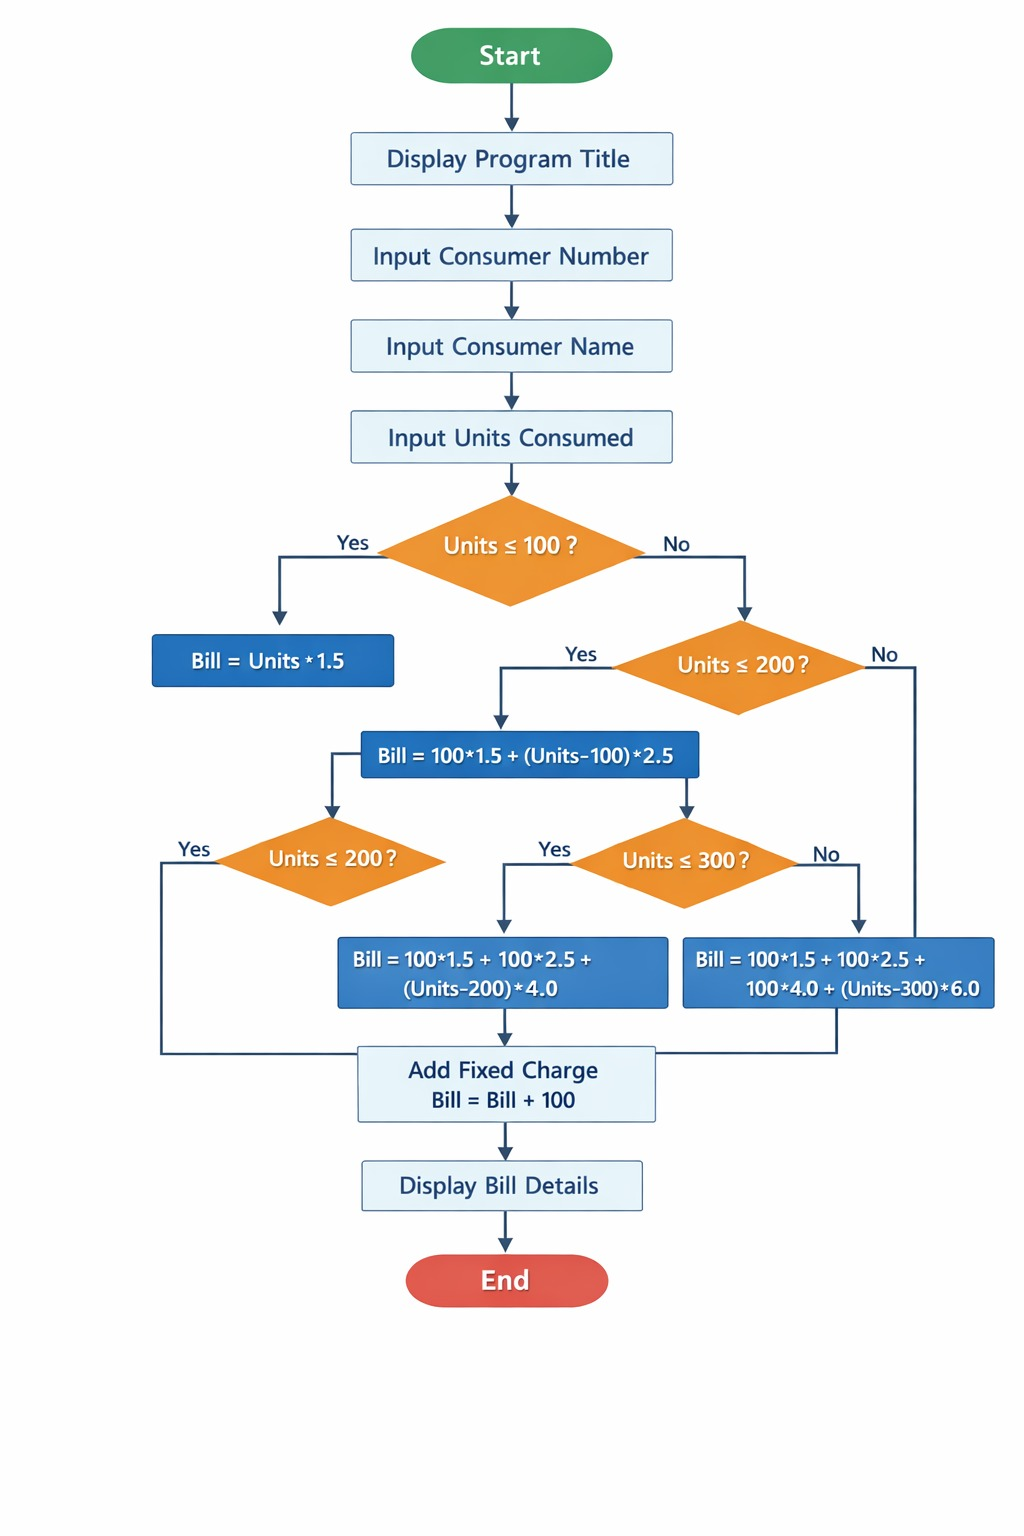 Start
Display Program Title
Input Consumer Number
Input Consumer Name
Input Units Consumed
Units ≤ 100 ?
Yes
No
Bill = Units * 1.5
Units ≤ 200 ?
Yes
No
Bill = 100*1.5 + (Units-100)*2.5
Units ≤ 200 ?
Yes
Units ≤ 300 ?
Yes
No
Bill = 100*1.5 + 100*2.5 +
(Units-200)*4.0
Bill = 100*1.5 + 100*2.5 +
100*4.0 + (Units-300)*6.0
Add Fixed Charge
Bill = Bill + 100
Display Bill Details
End